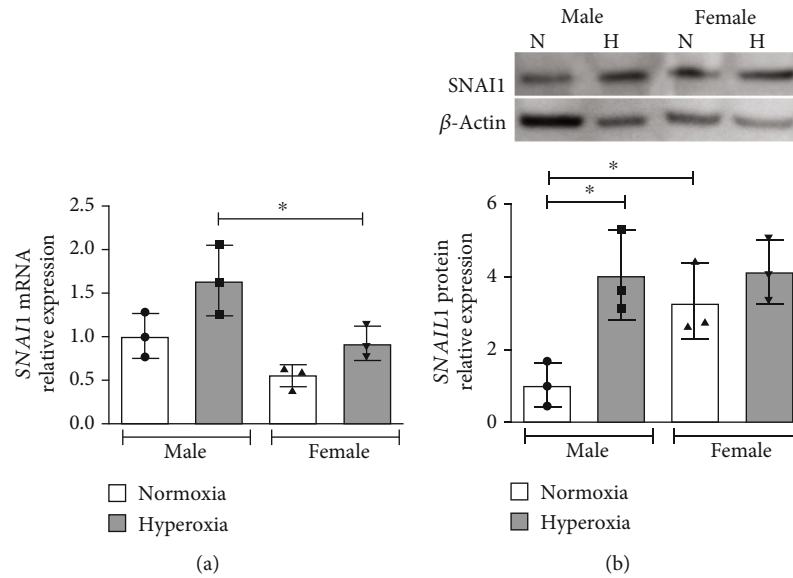 Male Female
N H N H
SNAI1
β-Actin
*
*
*
2.5
2.0
1.5
1.0
0.5
0.0
SNAI1 mRNA
relative expression
Male Female
Normoxia
Hyperoxia
(a)
6
4
2
0
SNAIL1 protein
relative expression
Male Female
Normoxia
Hyperoxia
(b)